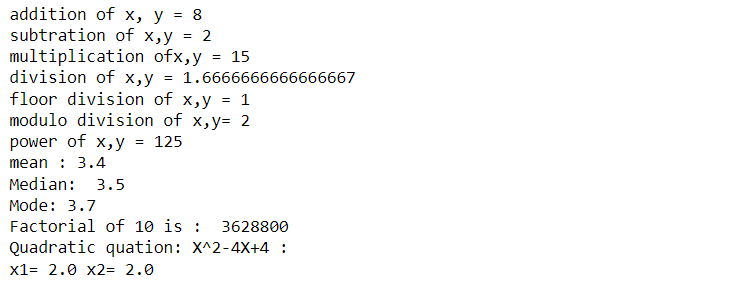 addition of x, y = 8
subtration of x,y = 2
multiplication ofx,y = 15
division of x,y = 1.6666666666666667
floor division of x,y = 1
modulo division of x,y= 2
power of x,y = 125
mean : 3.4
Median:  3.5
Mode: 3.7
Factorial of 10 is :  3628800
Quadratic quation: X^2-4X+4 :
x1= 2.0 x2= 2.0